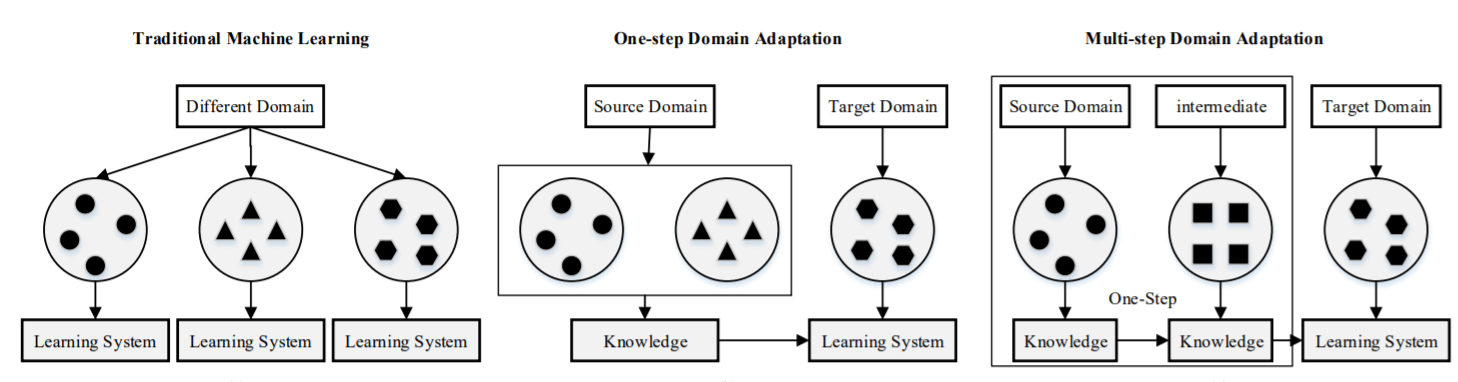 Traditional Machine Learning
One-step Domain Adaptation
Multi-step Domain Adaptation
Different Domain
Source Domain
Target Domain
Source Domain
intermediate
Target Domain
One-Step
Learning System
Learning System
Learning System
Knowledge
Learning System
Knowledge
Knowledge
Learning System